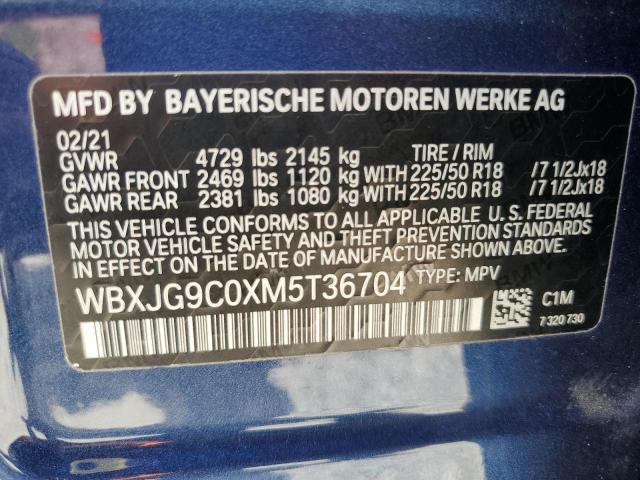 MFD BY BAYERISCHE MOTOREN WERKE AG
02/21
GVWR 4729 lbs 2145 kg TIRE / RIM
GAWR FRONT 2469 lbs 1120 kg WITH 225/50 R18 /7 1/2Jx18
GAWR REAR 2381 lbs 1080 kg WITH 225/50 R18 /7 1/2Jx18
THIS VEHICLE CONFORMS TO ALL APPLICABLE U.S. FEDERAL
MOTOR VEHICLE SAFETY AND THEFT PREVENTION STANDARDS
IN EFFECT ON THE DATE OF MANUFACTURE SHOWN ABOVE.
WBXJG9C0XM5T36704 TYPE: MPV
C1M
7 320 730